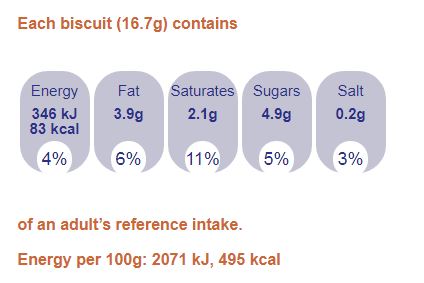 Each biscuit (16.7g) contains
Energy Fat Saturates Sugars Salt
346 kJ 3.9g 2.1g 4.9g 0.2g
83 kcal
4% 6% 11% 5% 3%
of an adult's reference intake.
Energy per 100g: 2071 kJ, 495 kcal